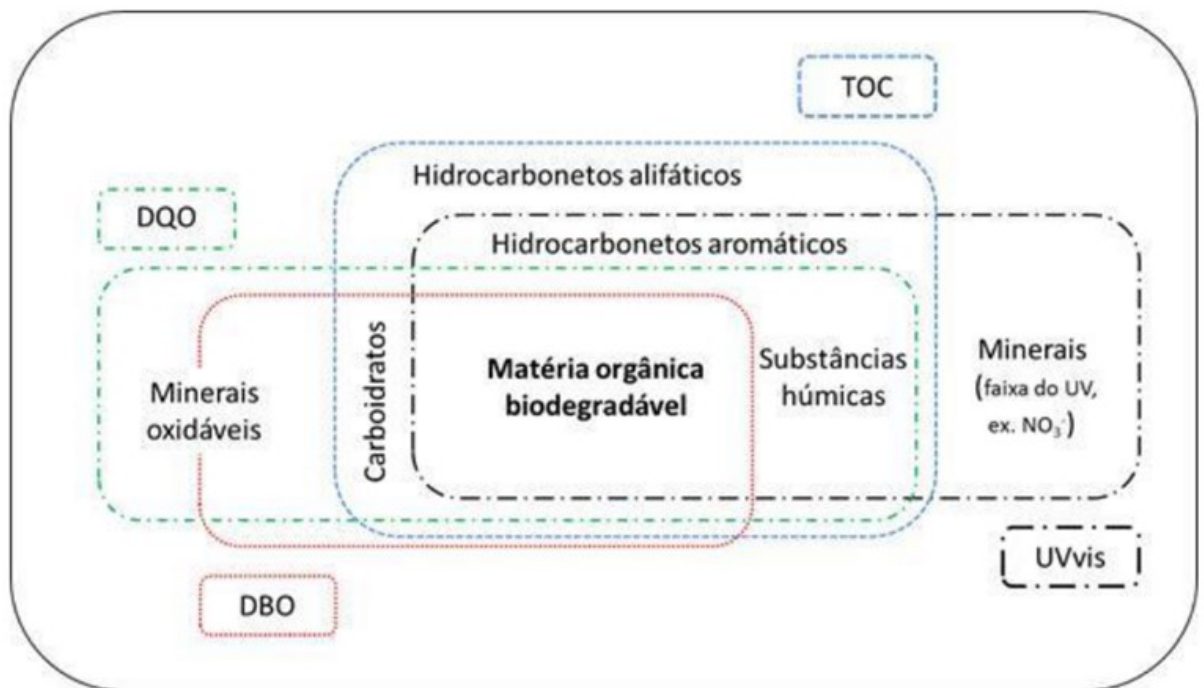 TOC
Hidrocarbonetos alifáticos
DQO
Hidrocarbonetos aromáticos
Minerais
oxidáveis
Carboidratos
Matéria orgânica
biodegradável
Substâncias
húmicas
Minerais
(faixa do UV,
ex. NO₃⁻)
DBO
UVvis